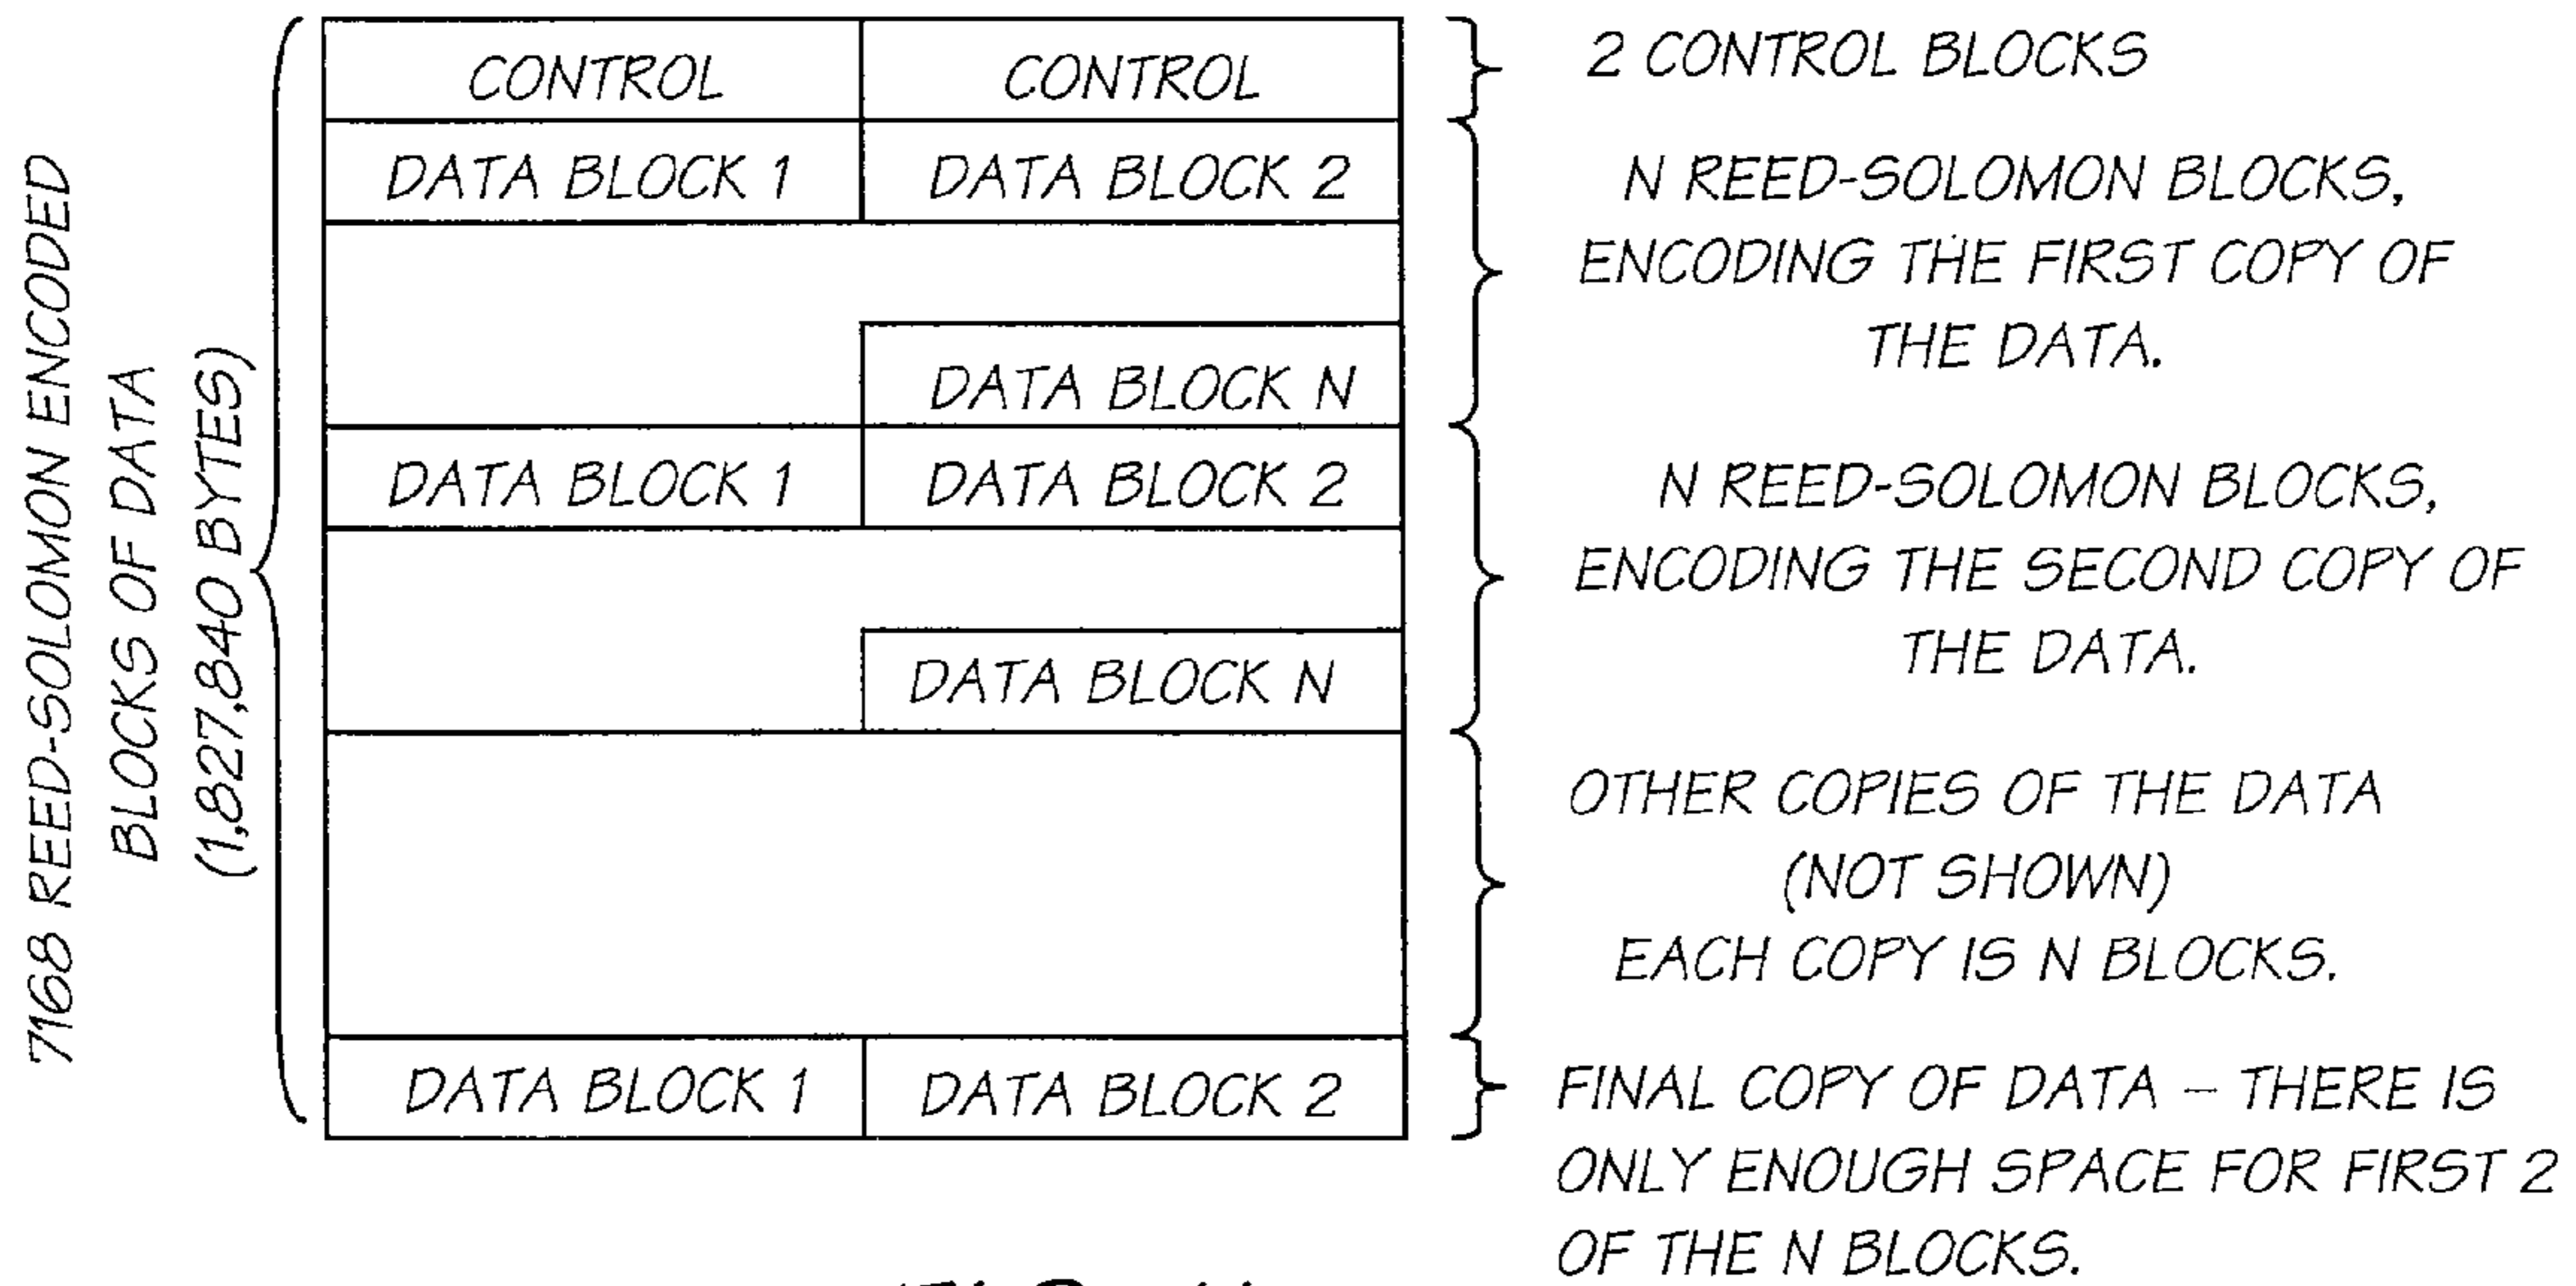 7168 REED-SOLOMON ENCODED
BLOCKS OF DATA
(1,827,840 BYTES)
CONTROL CONTROL
2 CONTROL BLOCKS
DATA BLOCK 1 DATA BLOCK 2
DATA BLOCK N
N REED-SOLOMON BLOCKS,
ENCODING THE FIRST COPY OF
THE DATA.
DATA BLOCK 1 DATA BLOCK 2
DATA BLOCK N
N REED-SOLOMON BLOCKS,
ENCODING THE SECOND COPY OF
THE DATA.
OTHER COPIES OF THE DATA
(NOT SHOWN)
EACH COPY IS N BLOCKS.
DATA BLOCK 1 DATA BLOCK 2
FINAL COPY OF DATA – THERE IS
ONLY ENOUGH SPACE FOR FIRST 2
OF THE N BLOCKS.